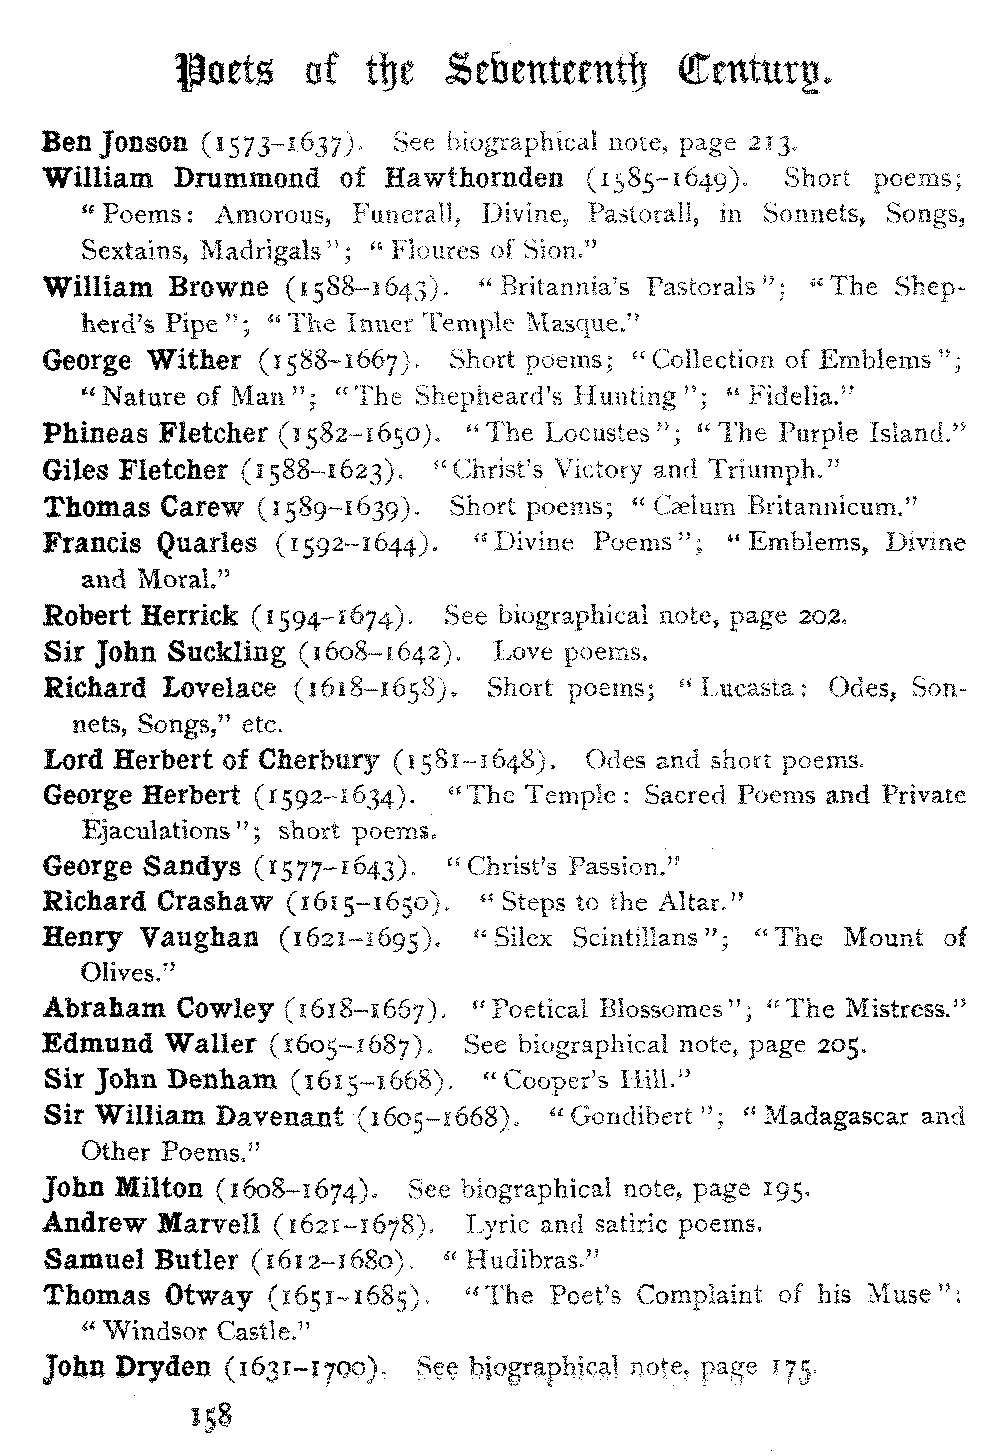 Poets of the Seventeenth Century.
Ben Jonson (1573–1637). See biographical note, page 213.
William Drummond of Hawthornden (1585–1649). Short poems;
“Poems: Amorous, Funerall, Divine, Pastorall, in Sonnets, Songs,
Sextains, Madrigals”; “Floures of Sion.”
William Browne (1588–1643). “Britannia’s Pastorals”; “The Shep-
herd’s Pipe”; “The Inner Temple Masque.”
George Wither (1588–1667). Short poems; “Collection of Emblems”;
“Nature of Man”; “The Shepheard’s Hunting”; “Fidelia.”
Phineas Fletcher (1582–1650). “The Locustes”; “The Purple Island.”
Giles Fletcher (1588–1623). “Christ’s Victory and Triumph.”
Thomas Carew (1589–1639). Short poems; “Cælum Britannicum.”
Francis Quarles (1592–1644). “Divine Poems”; “Emblems, Divine
and Moral.”
Robert Herrick (1594–1674). See biographical note, page 202.
Sir John Suckling (1608–1642). Love poems.
Richard Lovelace (1618–1658). Short poems; “Lucasta: Odes, Son-
nets, Songs,” etc.
Lord Herbert of Cherbury (1581–1648). Odes and short poems.
George Herbert (1592–1634). “The Temple: Sacred Poems and Private
Ejaculations”; short poems.
George Sandys (1577–1643). “Christ’s Passion.”
Richard Crashaw (1615–1650). “Steps to the Altar.”
Henry Vaughan (1621–1695). “Silex Scintillans”; “The Mount of
Olives.”
Abraham Cowley (1618–1667). “Poetical Blossomes”; “The Mistress.”
Edmund Waller (1605–1687). See biographical note, page 205.
Sir John Denham (1615–1668). “Cooper’s Hill.”
Sir William Davenant (1605–1668). “Gondibert”; “Madagascar and
Other Poems.”
John Milton (1608–1674). See biographical note, page 195.
Andrew Marvell (1621–1678). Lyric and satiric poems.
Samuel Butler (1612–1680). “Hudibras.”
Thomas Otway (1651–1685). “The Poet’s Complaint of his Muse”;
“Windsor Castle.”
John Dryden (1631–1700). See biographical note, page 175.
158